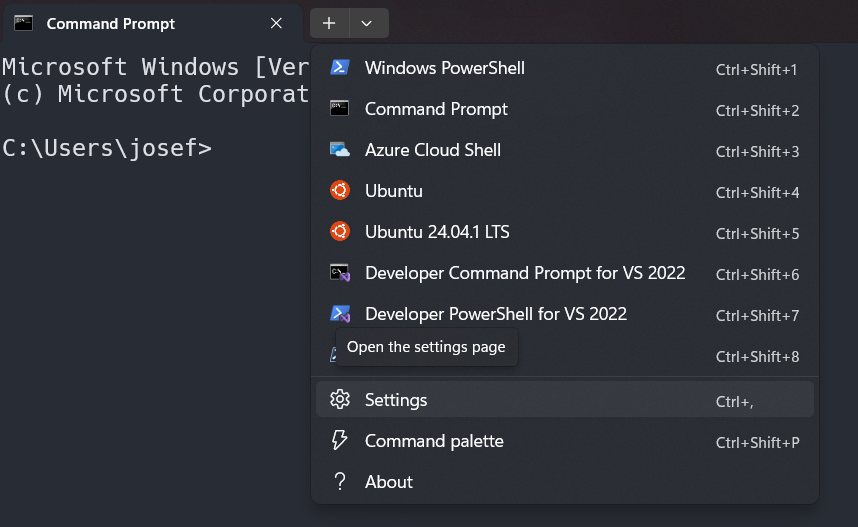 Command Prompt
Microsoft Windows [Ver
(c) Microsoft Corporat
C:\Users\josef>
Windows PowerShell Ctrl+Shift+1
Command Prompt Ctrl+Shift+2
Azure Cloud Shell Ctrl+Shift+3
Ubuntu Ctrl+Shift+4
Ubuntu 24.04.1 LTS Ctrl+Shift+5
Developer Command Prompt for VS 2022 Ctrl+Shift+6
Developer PowerShell for VS 2022 Ctrl+Shift+7
Open the settings page
Ctrl+Shift+8
Settings Ctrl+,
Command palette Ctrl+Shift+P
About